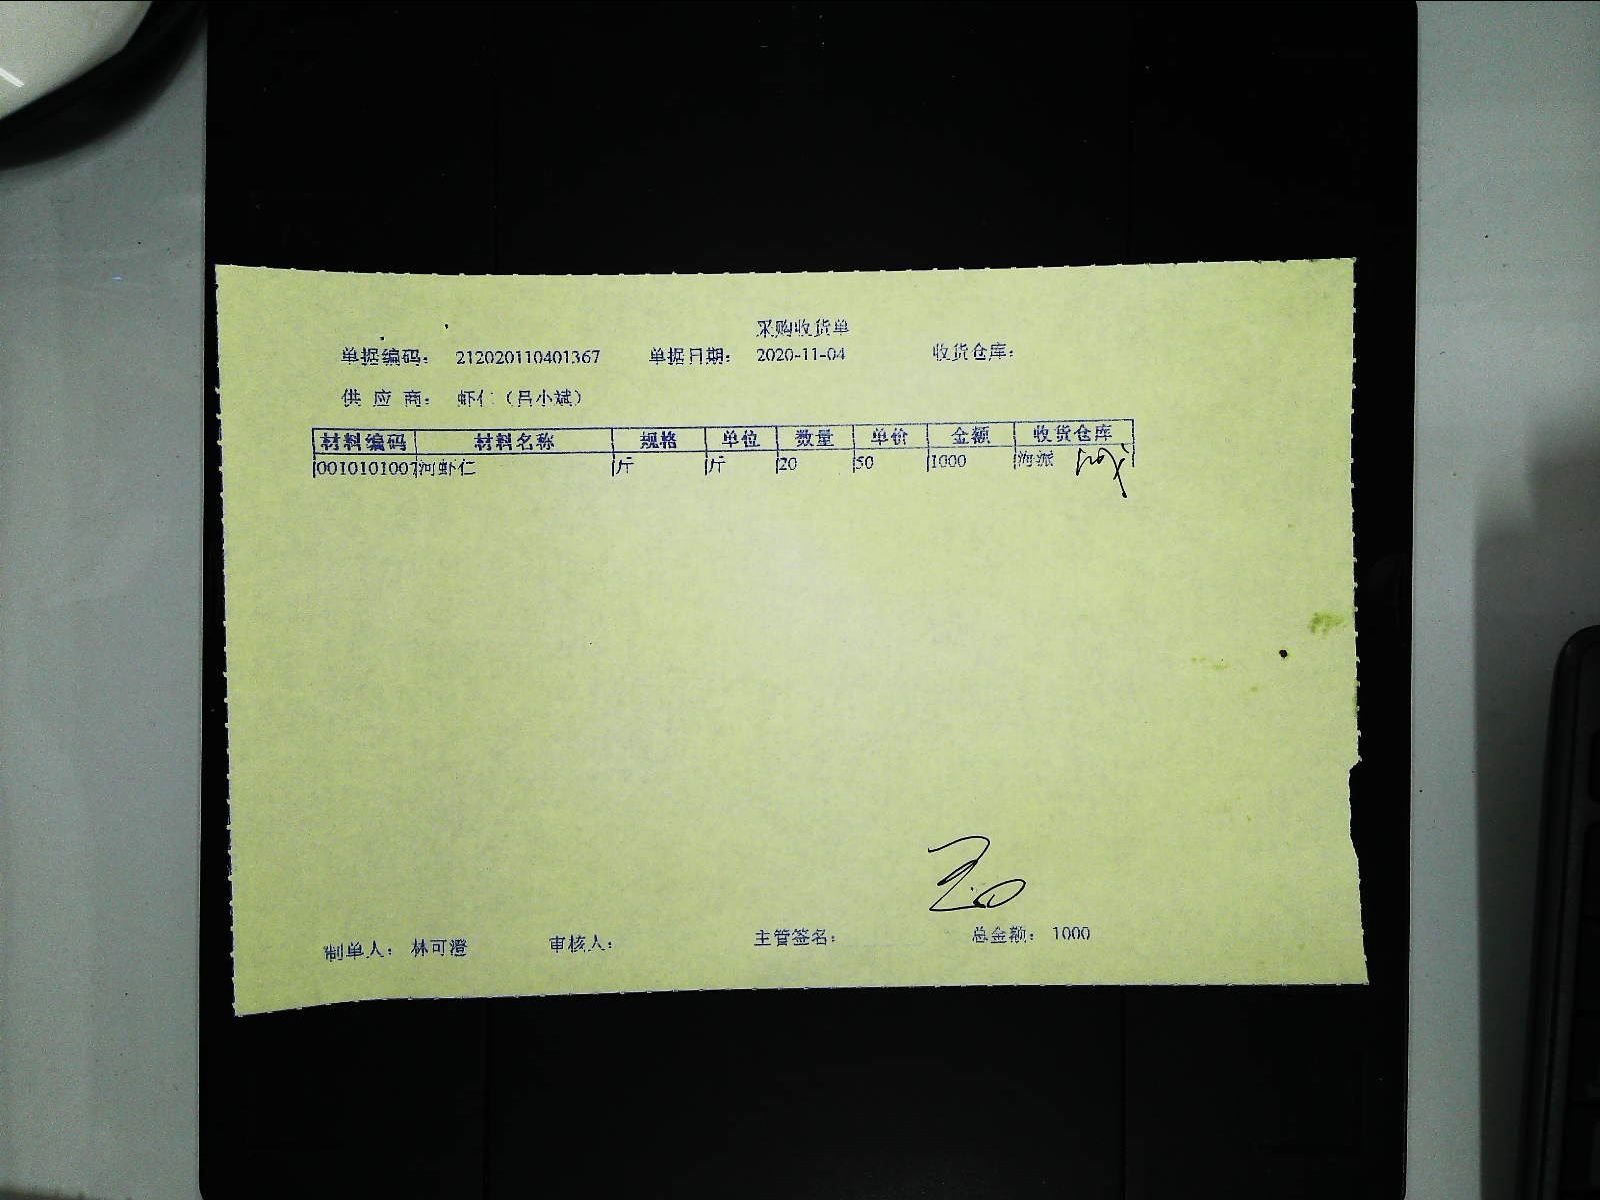 采购收货单
单据编码： 212020110401367 单据日期： 2020-11-04 收货仓库：
供 应 商： 虾仁（吕小斌）
材料编码 材料名称 规格 单位 数量 单价 金额 收货仓库
0010101007 河虾仁 斤 斤 20 50 1000 海派
制单人： 林可澄 审核人： 主管签名： 总金额： 1000